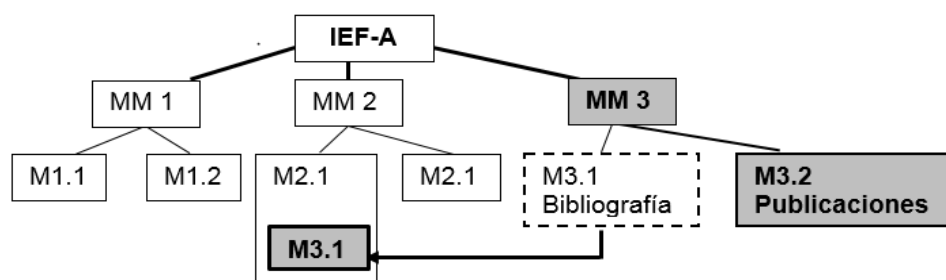 IEF-A
MM 1
MM 2
MM 3
M1.1
M1.2
M2.1
M2.1
M3.1
Bibliografía
M3.2
Publicaciones
M3.1